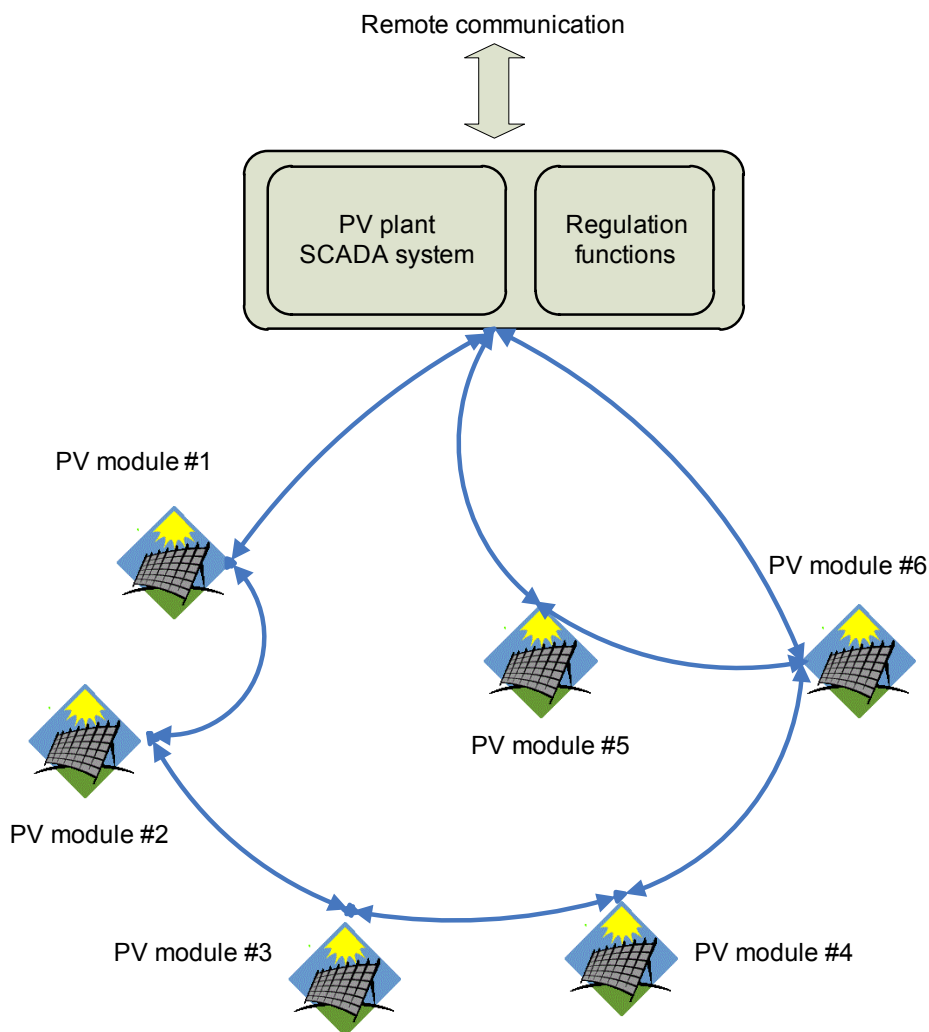 Remote communication
PV plant
SCADA system
Regulation
functions
PV module #1
PV module #6
PV module #5
PV module #2
PV module #3
PV module #4